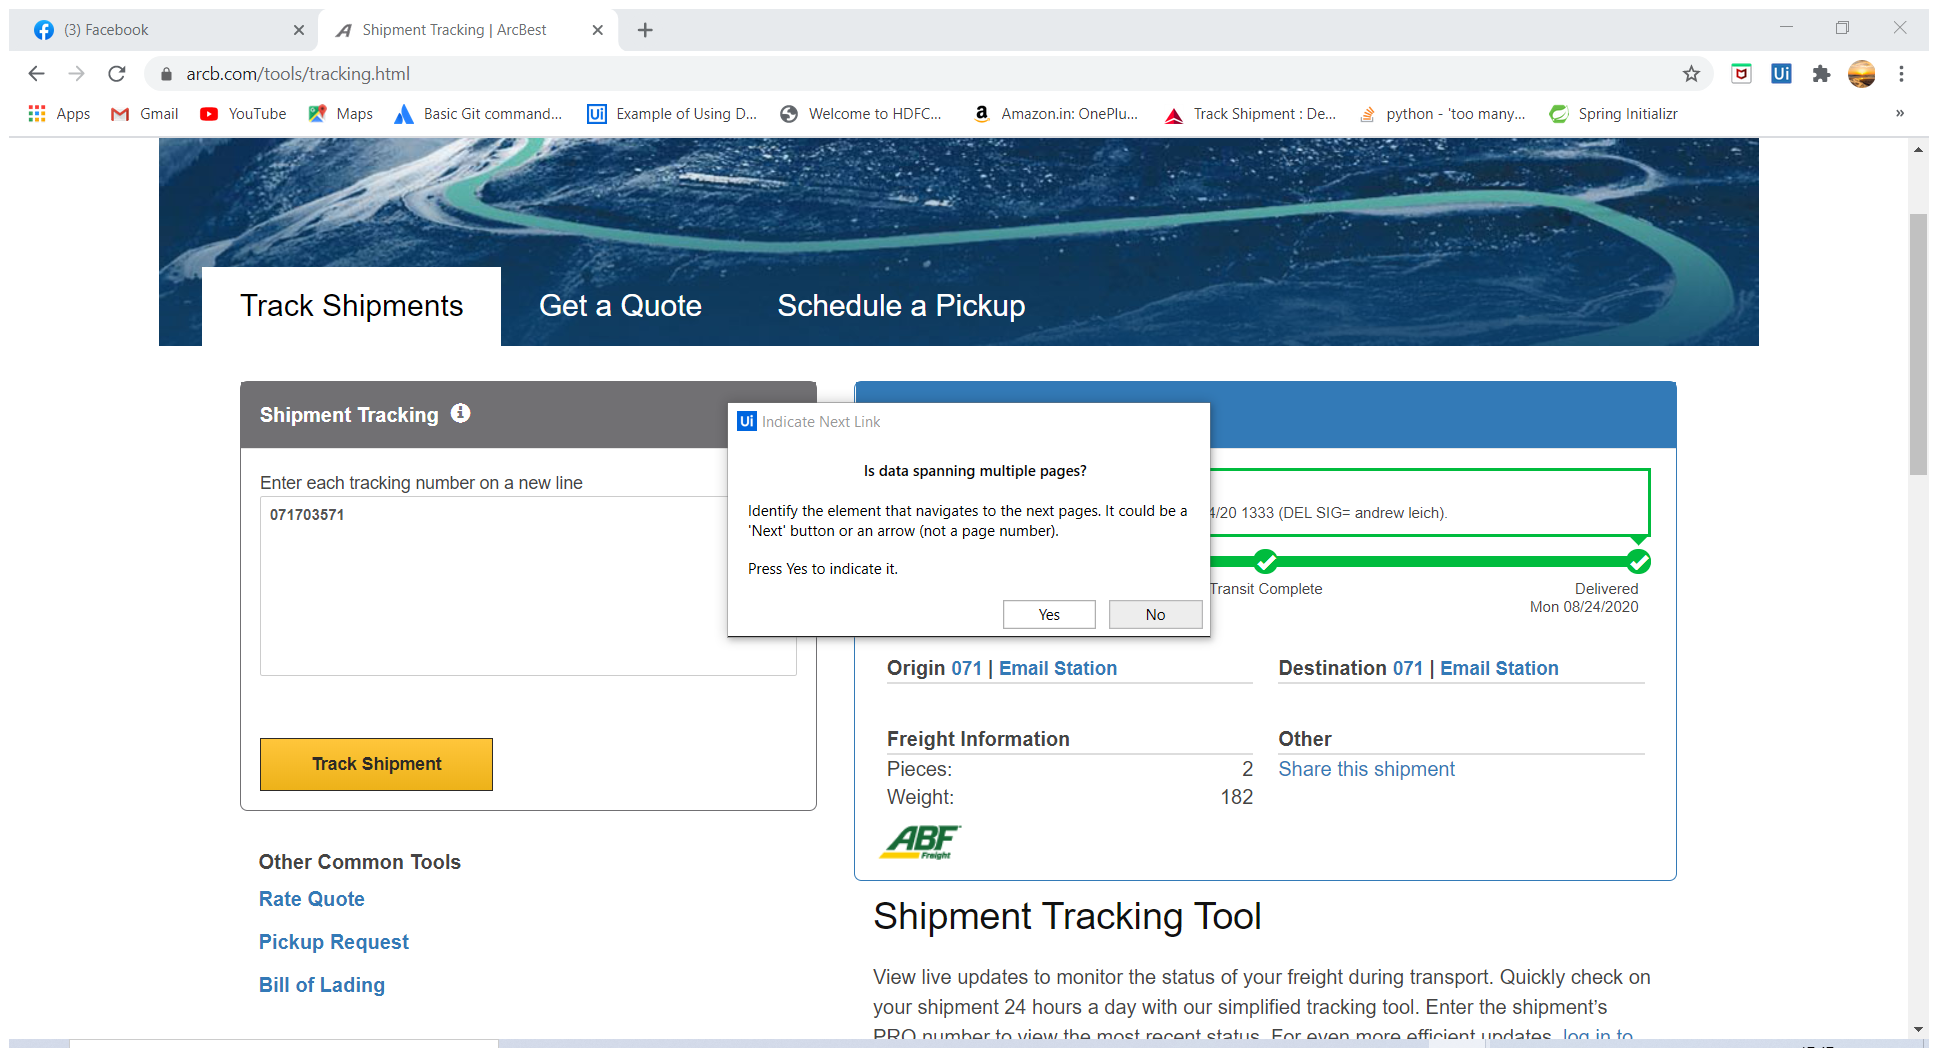 (3) Facebook
Shipment Tracking | ArcBest
arcb.com/tools/tracking.html
Ui
Apps
Gmail
YouTube
Maps
Basic Git command...
Ui
Example of Using D...
Welcome to HDFC...
Amazon.in: OnePlu...
Track Shipment : De...
python - 'too many...
Spring Initializr
»
Track Shipments
Get a Quote
Schedule a Pickup
Shipment Tracking
Enter each tracking number on a new line
071703571
Track Shipment
Other Common Tools
Rate Quote
Pickup Request
Bill of Lading
Ui Indicate Next Link
Is data spanning multiple pages?
Identify the element that navigates to the next pages. It could be a
'Next' button or an arrow (not a page number).
Press Yes to indicate it.
Yes
No
4/20 1333 (DEL SIG= andrew leich).
Transit Complete
Delivered
Mon 08/24/2020
Origin 071 | Email Station
Destination 071 | Email Station
Freight Information
Pieces: 2
Weight: 182
Other
Share this shipment
ABF
Freight
Shipment Tracking Tool
View live updates to monitor the status of your freight during transport. Quickly check on
your shipment 24 hours a day with our simplified tracking tool. Enter the shipment's
PRO number to view the most recent status. For even more efficient updates, log in to